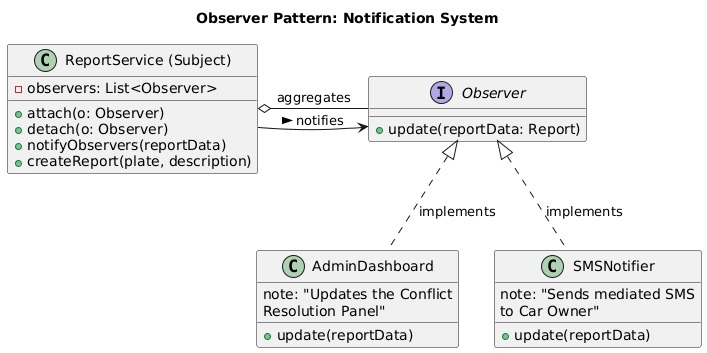 Observer Pattern: Notification System
C ReportService (Subject)
observers: List<Observer>
attach(o: Observer)
detach(o: Observer)
notifyObservers(reportData)
createReport(plate, description)
aggregates
notifies
I Observer
update(reportData: Report)
implements
implements
C AdminDashboard
note: "Updates the Conflict
Resolution Panel"
update(reportData)
C SMSNotifier
note: "Sends mediated SMS
to Car Owner"
update(reportData)